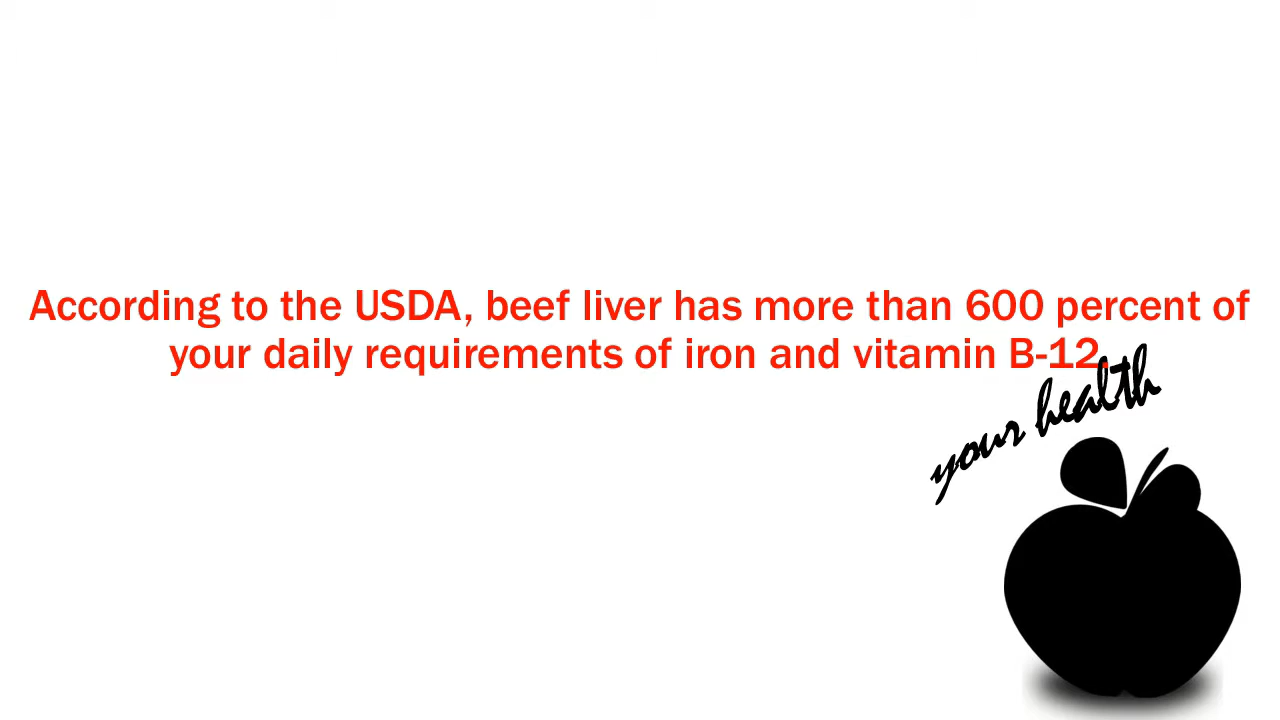 According to the USDA, beef liver has more than 600 percent of
your daily requirements of iron and vitamin B-12.
your health